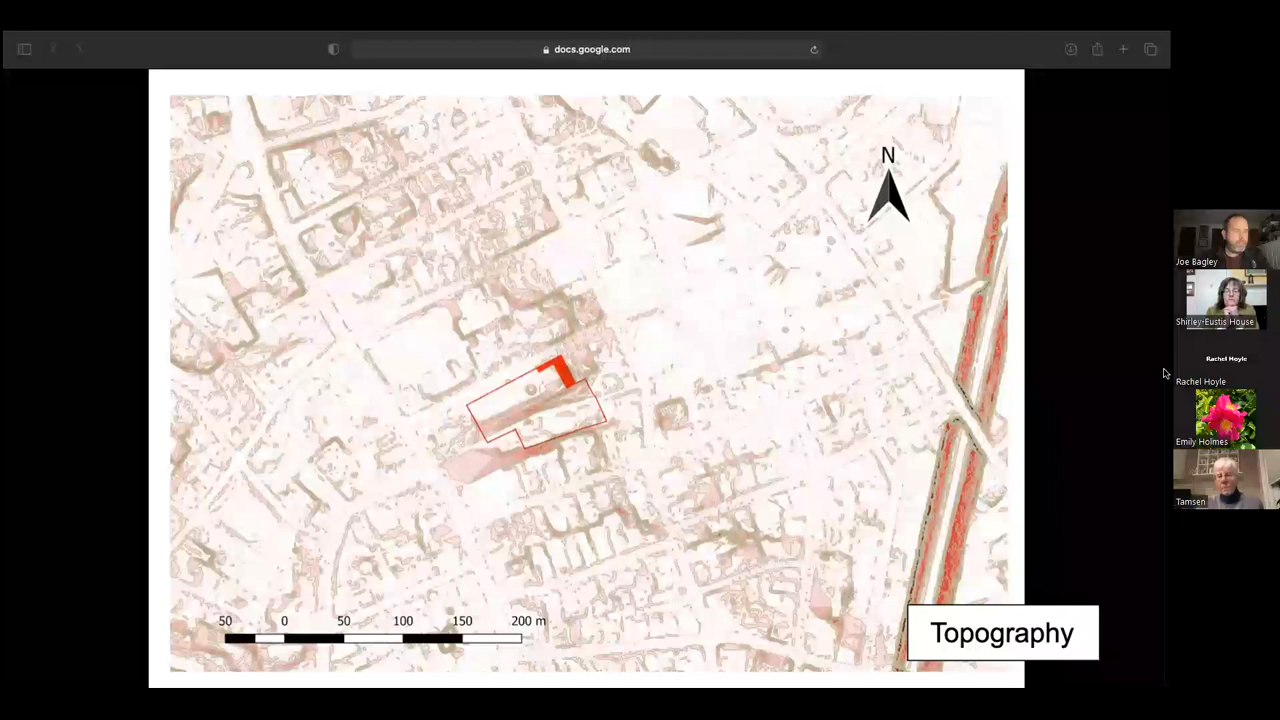 docs.google.com
N
50 0 50 100 150 200 m
Topography
Joe Bagley
Shirley-Eustis House
Rachel Hoyle
Rachel Hoyle
Emily Holmes
Tamsen